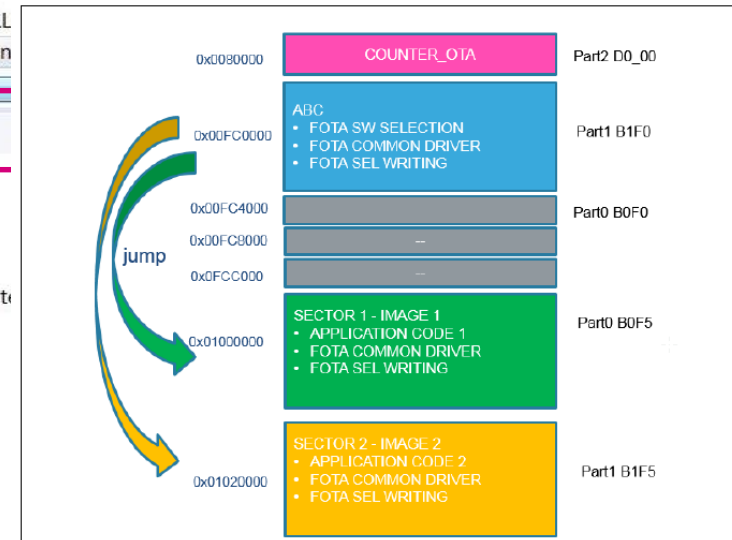 0x0080000
COUNTER_OTA
Part2 D0_00
0x00FC0000
ABC
• FOTA SW SELECTION
• FOTA COMMON DRIVER
• FOTA SEL WRITING
Part1 B1F0
0x00FC4000
Part0 B0F0
0x00FC8000
--
0x0FCC000
--
jump
0x01000000
SECTOR 1 - IMAGE 1
• APPLICATION CODE 1
• FOTA COMMON DRIVER
• FOTA SEL WRITING
Part0 B0F5
0x01020000
SECTOR 2 - IMAGE 2
• APPLICATION CODE 2
• FOTA COMMON DRIVER
• FOTA SEL WRITING
Part1 B1F5